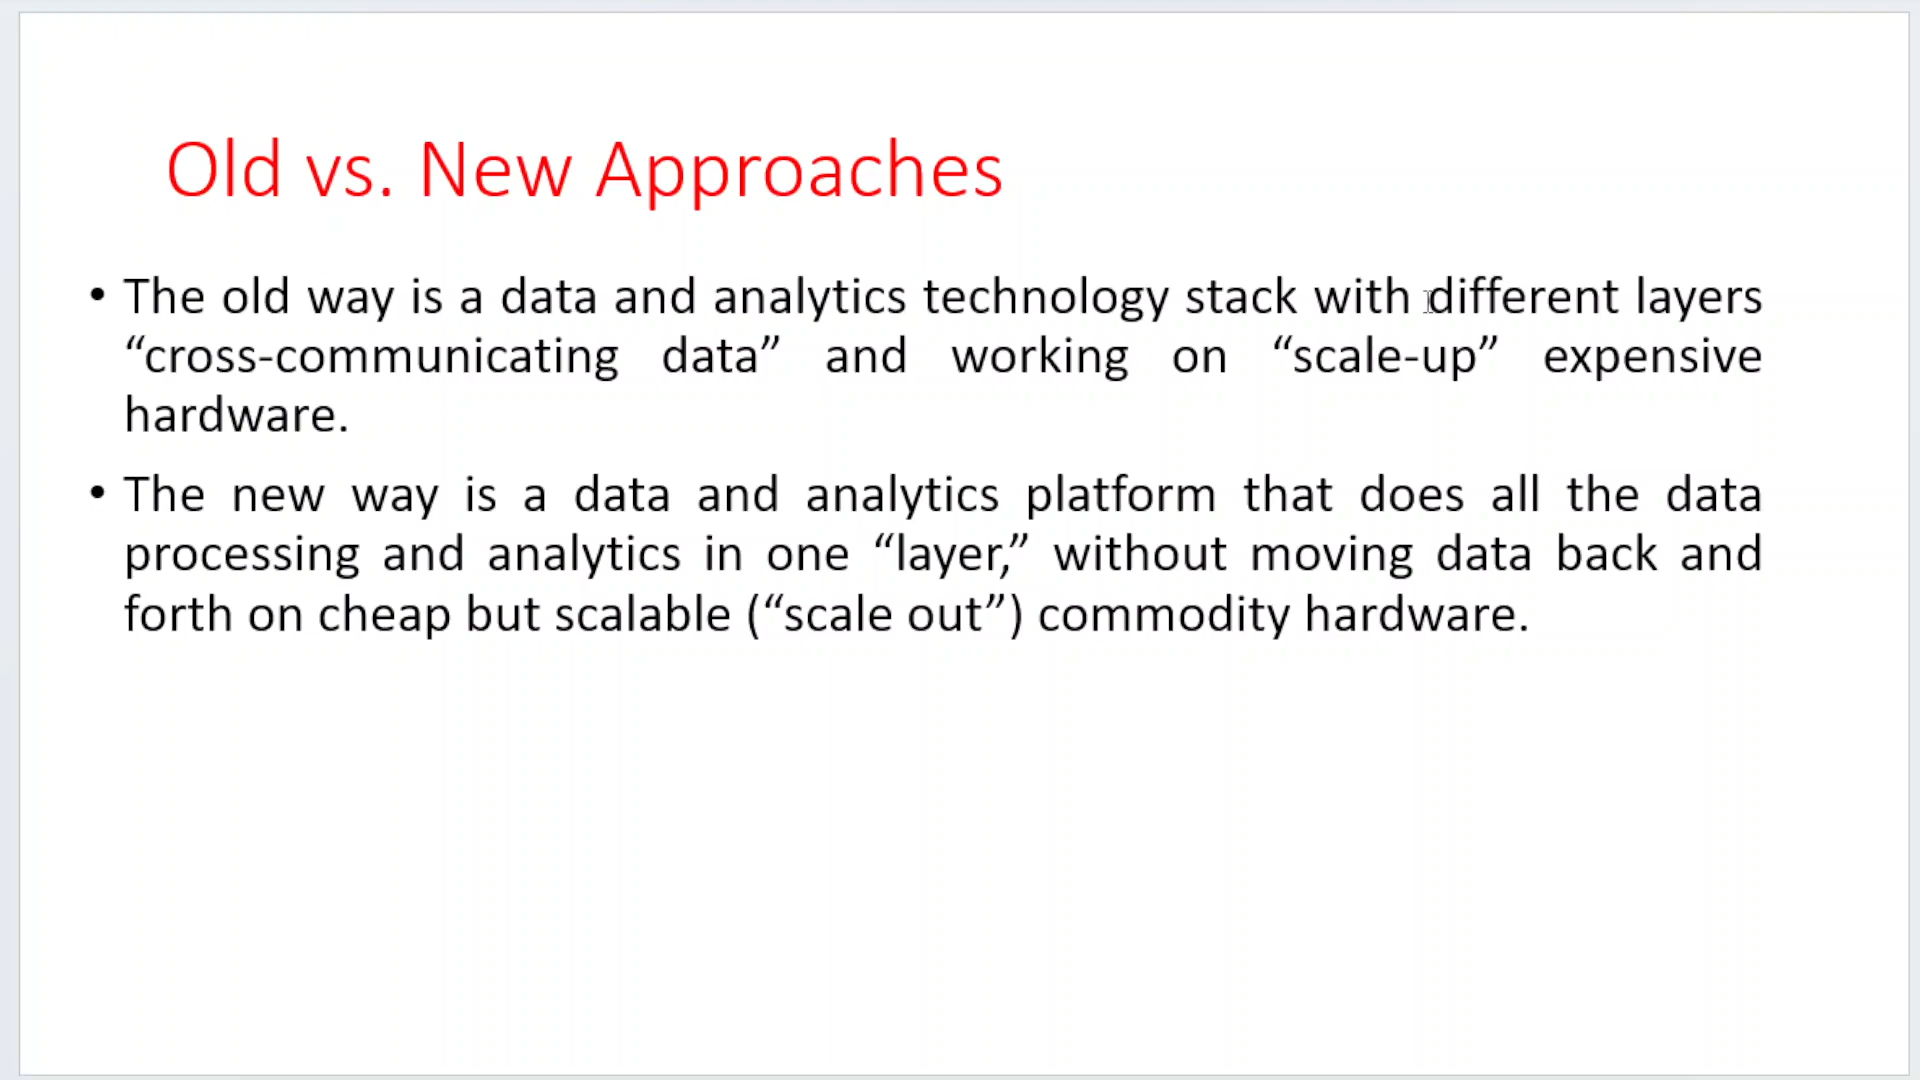 Old vs. New Approaches
• The old way is a data and analytics technology stack with different layers
“cross-communicating data” and working on “scale-up” expensive
hardware.
• The new way is a data and analytics platform that does all the data
processing and analytics in one “layer,” without moving data back and
forth on cheap but scalable (“scale out”) commodity hardware.